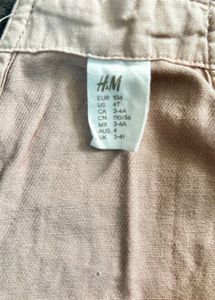 H&M
EUR 104
US 4T
CA 3-4A
CN 110/56
MX 3-4A
AUS 4
UK 3-4Y